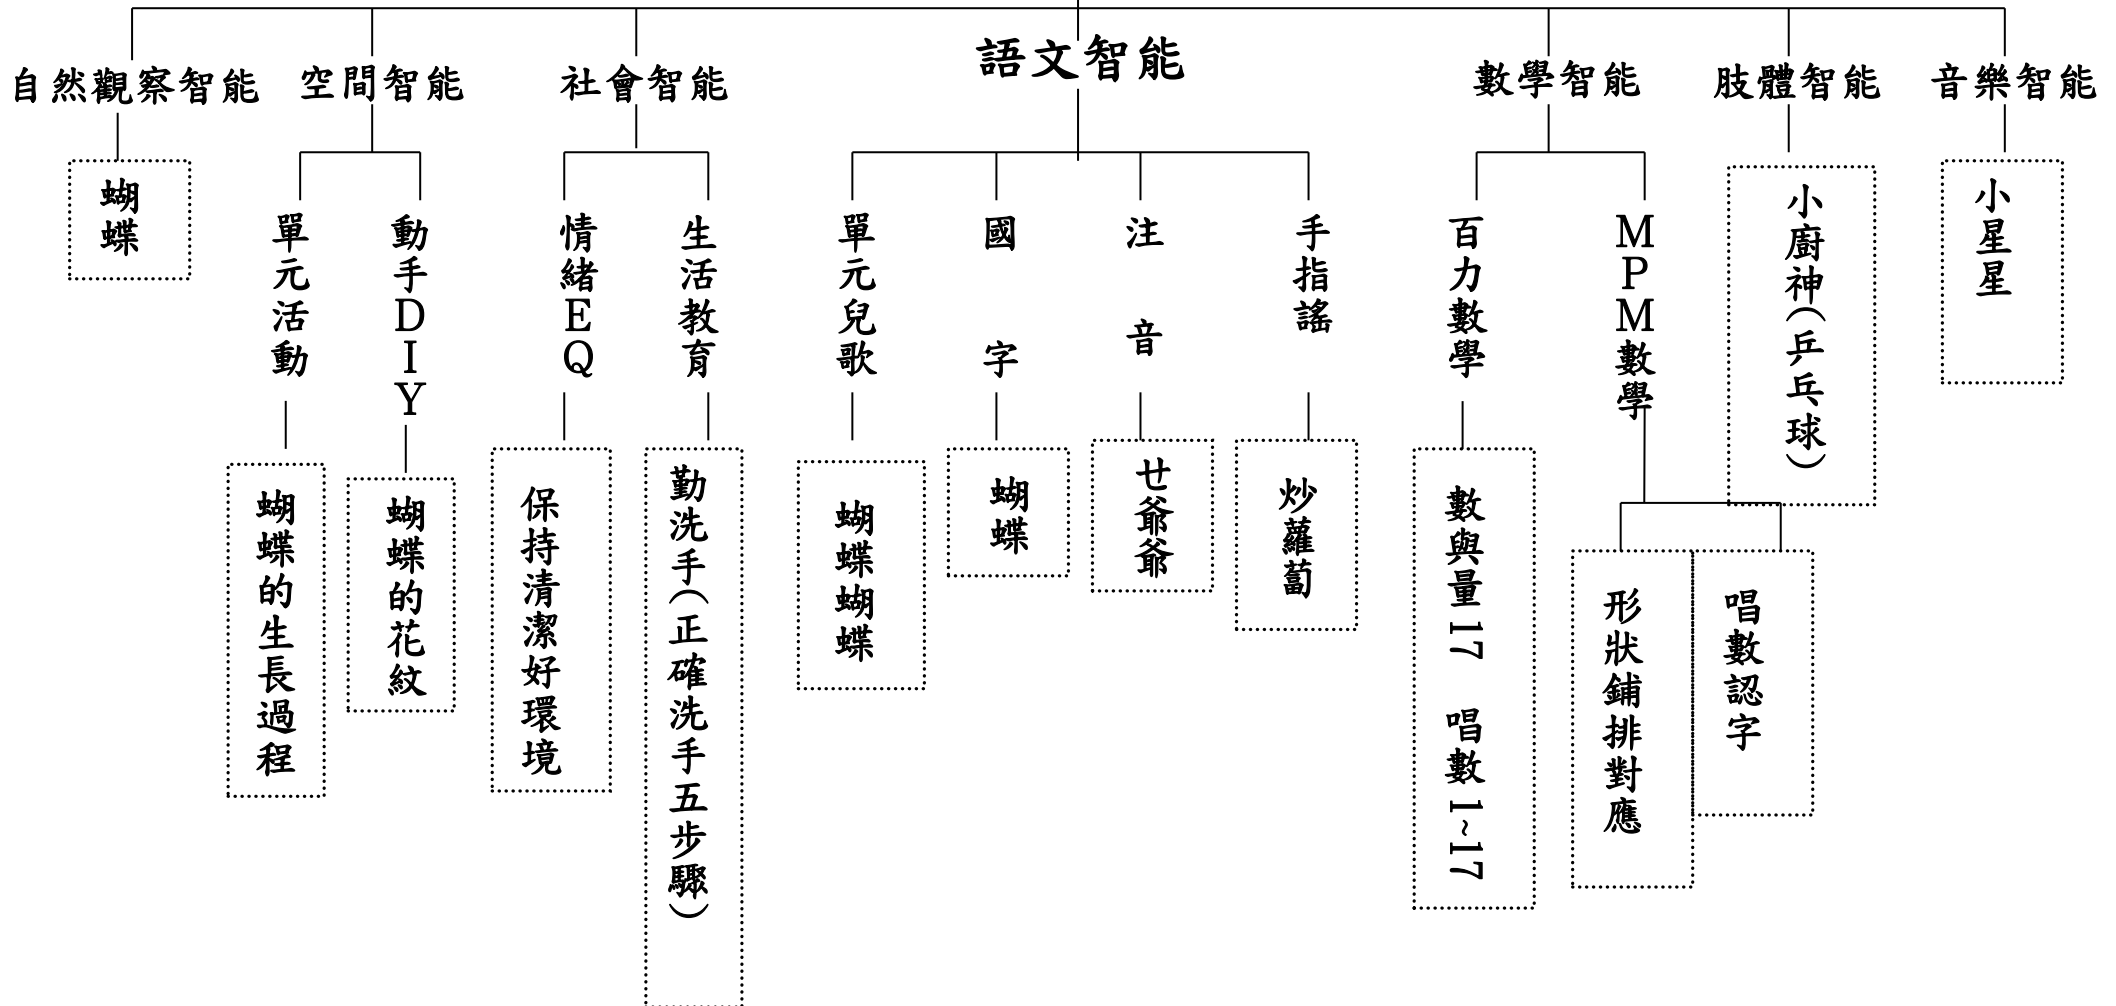 自然觀察智能
空間智能
社會智能
語文智能
數學智能
肢體智能
音樂智能
蝴蝶
單元活動
動手DIY
情緒EQ
生活教育
單元兒歌
國字
注音
手指謠
百力數學
MPM數學
小廚神(乒乓球)
小星星
蝴蝶的生長過程
蝴蝶的花紋
保持清潔好環境
勤洗手(正確洗手五步驟)
蝴蝶蝴蝶
蝴蝶
ㄝ爺爺
炒蘿蔔
數與量17 唱數1~17
形狀鋪排對應
唱數認字